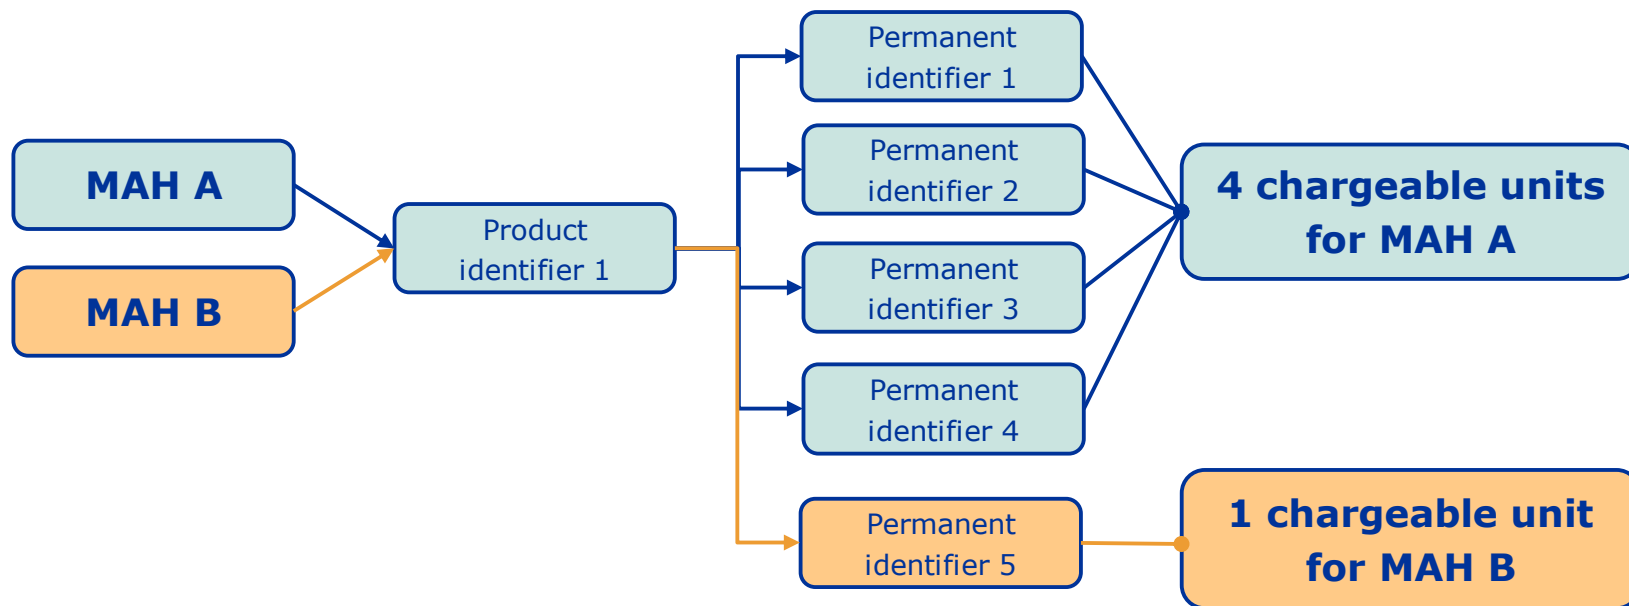 MAH A
MAH B
Product
identifier 1
Permanent
identifier 1
Permanent
identifier 2
Permanent
identifier 3
Permanent
identifier 4
Permanent
identifier 5
4 chargeable units
for MAH A
1 chargeable unit
for MAH B